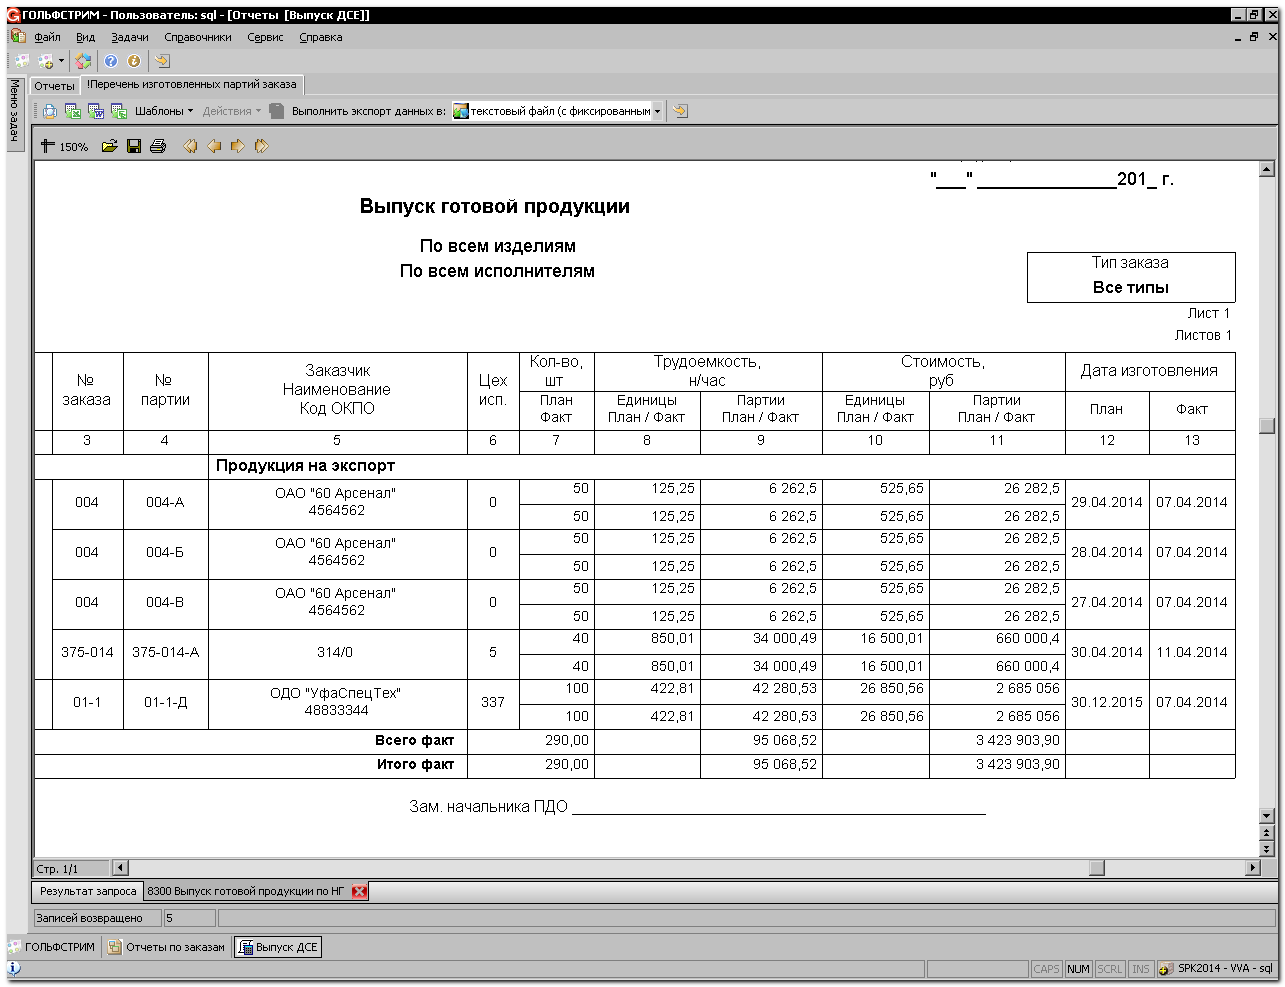 ГОЛЬФСТРИМ - Пользователь: sql - [Отчеты [Выпуск ДСЕ]]
Файл Вид Задачи Справочники Сервис Справка
Меню задач
Отчеты !Перечень изготовленных партий заказа
Шаблоны Действия Выполнить экспорт данных в: текстовый файл (с фиксированным
150%
"___" ______________201_ г.
Выпуск готовой продукции
По всем изделиям
По всем исполнителям
Тип заказа
Все типы
Лист 1
Листов 1
№ заказа № партии Заказчик Наименование Код ОКПО Цех исп. Кол-во, шт Трудоемкость, н/час Стоимость, руб Дата изготовления
План Факт Единицы План / Факт Партии План / Факт Единицы План / Факт Партии План / Факт План Факт
3 4 5 6 7 8 9 10 11 12 13
Продукция на экспорт
004 004-А ОАО "60 Арсенал" 4564562 0 50 125,25 6 262,5 525,65 26 282,5 29.04.2014 07.04.2014
50 125,25 6 262,5 525,65 26 282,5
004 004-Б ОАО "60 Арсенал" 4564562 0 50 125,25 6 262,5 525,65 26 282,5 28.04.2014 07.04.2014
50 125,25 6 262,5 525,65 26 282,5
004 004-В ОАО "60 Арсенал" 4564562 0 50 125,25 6 262,5 525,65 26 282,5 27.04.2014 07.04.2014
50 125,25 6 262,5 525,65 26 282,5
375-014 375-014-А 314/0 5 40 850,01 34 000,49 16 500,01 660 000,4 30.04.2014 11.04.2014
40 850,01 34 000,49 16 500,01 660 000,4
01-1 01-1-Д ОДО "УфаСпецТех" 48833344 337 100 422,81 42 280,53 26 850,56 2 685 056 30.12.2015 07.04.2014
100 422,81 42 280,53 26 850,56 2 685 056
Всего факт 290,00 95 068,52 3 423 903,90
Итого факт 290,00 95 068,52 3 423 903,90
Зам. начальника ПДО
Стр. 1/1
Результат запроса 8300 Выпуск готовой продукции по НГ
Записей возвращено 5
ГОЛЬФСТРИМ Отчеты по заказам Выпуск ДСЕ
CAPS NUM SCRL INS SPK2014 - VVA - sql